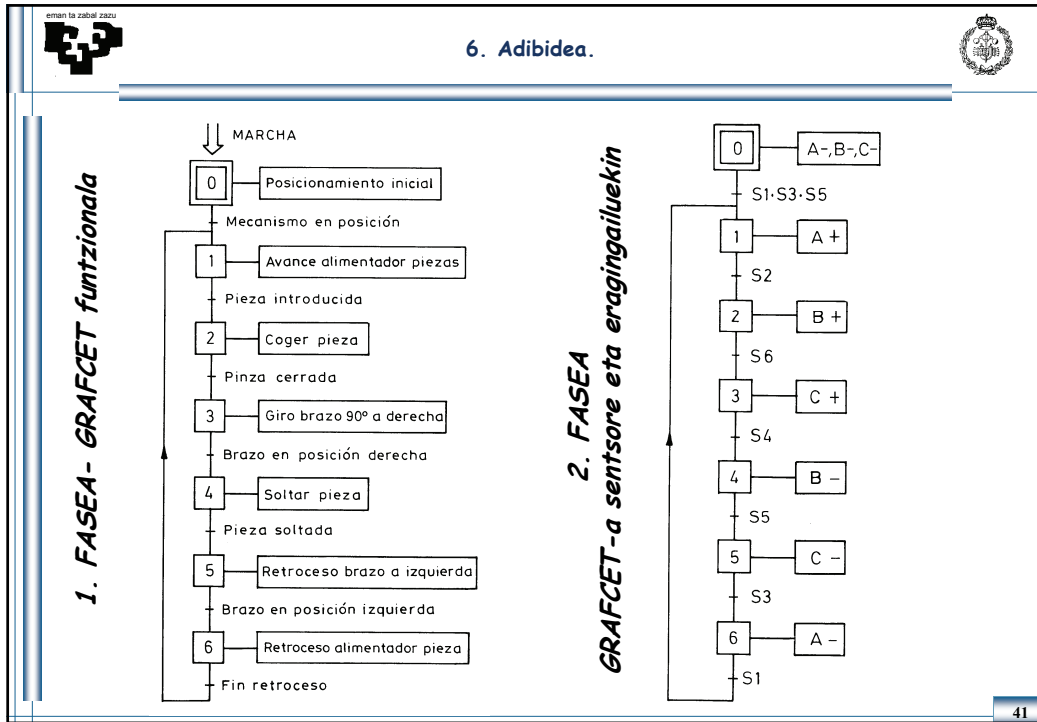 eman ta zabal zazu
6. Adibidea.
1. FASEA- GRAFCET funtzionala
MARCHA
0
Posicionamiento inicial
Mecanismo en posición
1
Avance alimentador piezas
Pieza introducida
2
Coger pieza
Pinza cerrada
3
Giro brazo 90º a derecha
Brazo en posición derecha
4
Soltar pieza
Pieza soltada
5
Retroceso brazo a izquierda
Brazo en posición izquierda
6
Retroceso alimentador pieza
Fin retroceso
2. FASEA
GRAFCET-a sentsore eta eragingailuekin
0
A-,B-,C-
S1·S3·S5
1
A+
S2
2
B+
S6
3
C+
S4
4
B-
S5
5
C-
S3
6
A-
S1
41